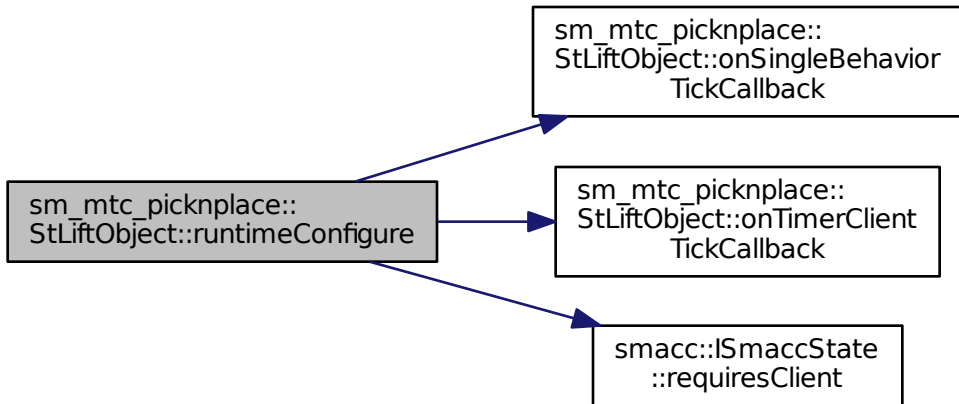 sm_mtc_picknplace::
StLiftObject::runtimeConfigure
sm_mtc_picknplace::
StLiftObject::onSingleBehavior
TickCallback
sm_mtc_picknplace::
StLiftObject::onTimerClient
TickCallback
smacc::ISmaccState
::requiresClient